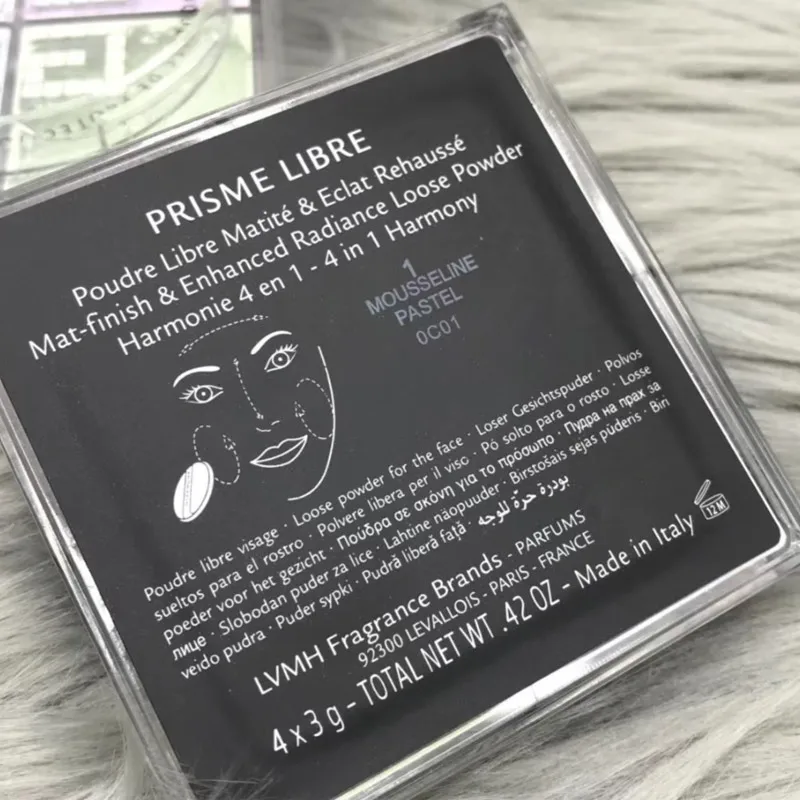 PRISME LIBRE
Poudre Libre Matité & Eclat Rehaussé
Mat-finish & Enhanced Radiance Loose Powder
Harmonie 4 en 1 - 4 in 1 Harmony
1
MOUSSELINE
PASTEL
0C01
Poudre libre visage · Loose powder for the face · Loser Gesichtspuder · Polvos
sueltos para el rostro · Polvere libera per il viso · Pó solto para o rosto · Losse
poeder voor het gezicht · Πούδρα σε σκόνη για το πρόσωπο · Пудра на прах за
лице · Slobodan puder za lice · Lahtine näopuuder · Birstošais sejas pūderis · Biri
veido pudra · Puder sypki · Pudră liberă față · بودرة حرّة للوجه
LVMH Fragrance Brands - PARFUMS
92300 LEVALLOIS - PARIS - FRANCE
4 x 3 g - TOTAL NET WT .42 OZ - Made in Italy
12 M